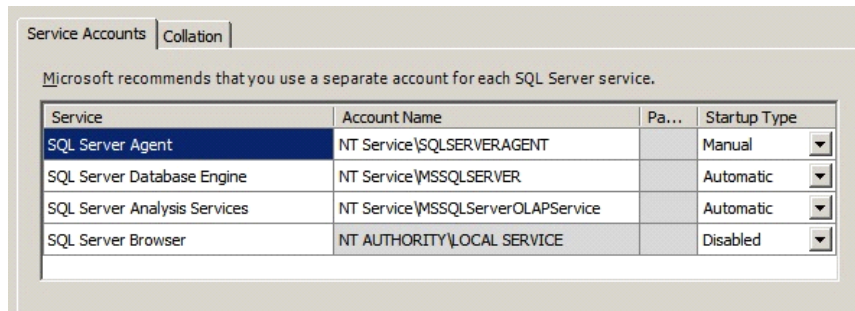 Service Accounts Collation
Microsoft recommends that you use a separate account for each SQL Server service.
Service Account Name Pa... Startup Type
SQL Server Agent NT Service\SQLSERVERAGENT Manual
SQL Server Database Engine NT Service\MSSQLSERVER Automatic
SQL Server Analysis Services NT Service\MSSQLServerOLAPService Automatic
SQL Server Browser NT AUTHORITY\LOCAL SERVICE Disabled